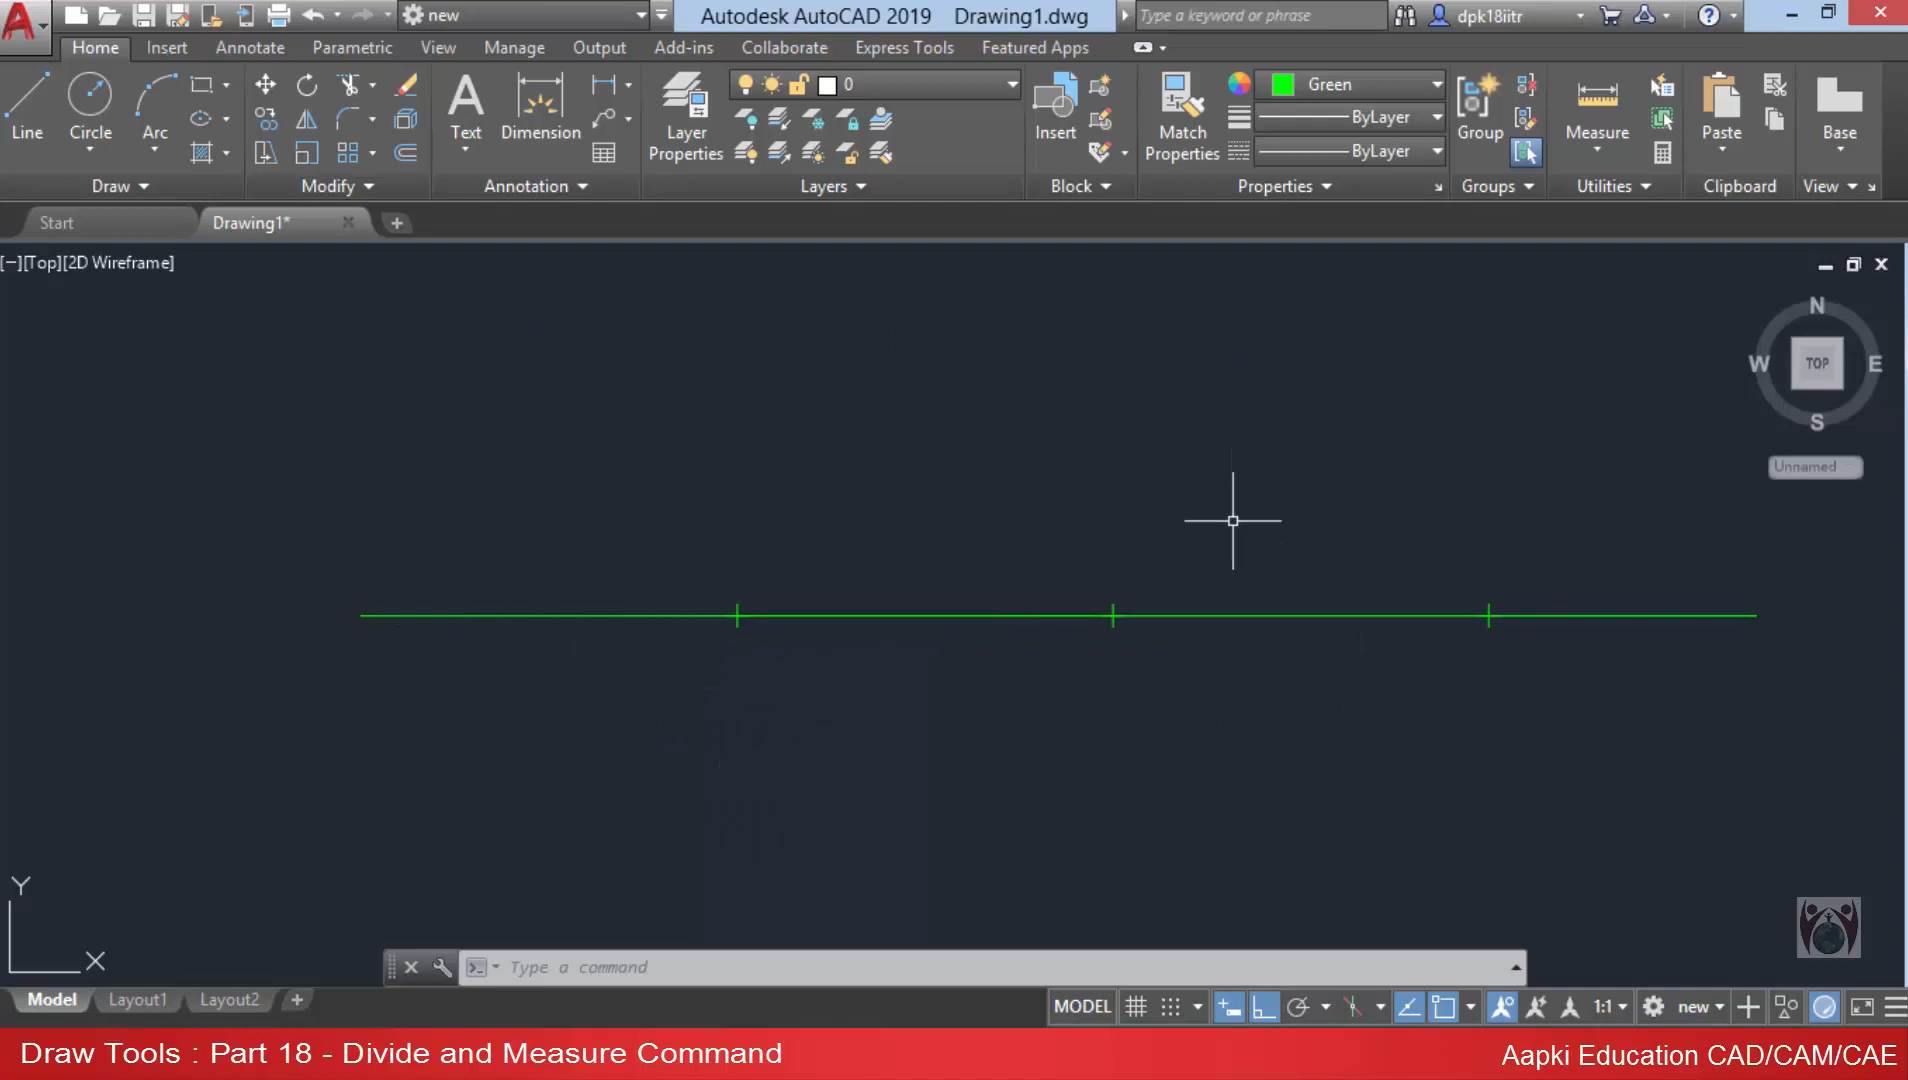 new
Autodesk AutoCAD 2019 Drawing1.dwg
Type a keyword or phrase
dpk18iitr
Home Insert Annotate Parametric View Manage Output Add-ins Collaborate Express Tools Featured Apps
Line Circle Arc
Text Dimension
Layer Properties
0
Insert
Match Properties
Green
ByLayer
ByLayer
Group
Measure
Paste
Base
Draw Modify Annotation Layers Block Properties Groups Utilities Clipboard View
Start Drawing1*
[−][Top][2D Wireframe]
N
W TOP E
S
Unnamed
Y
X
Type a command
Model Layout1 Layout2
MODEL 1:1 new
Draw Tools : Part 18 - Divide and Measure Command
Aapki Education CAD/CAM/CAE